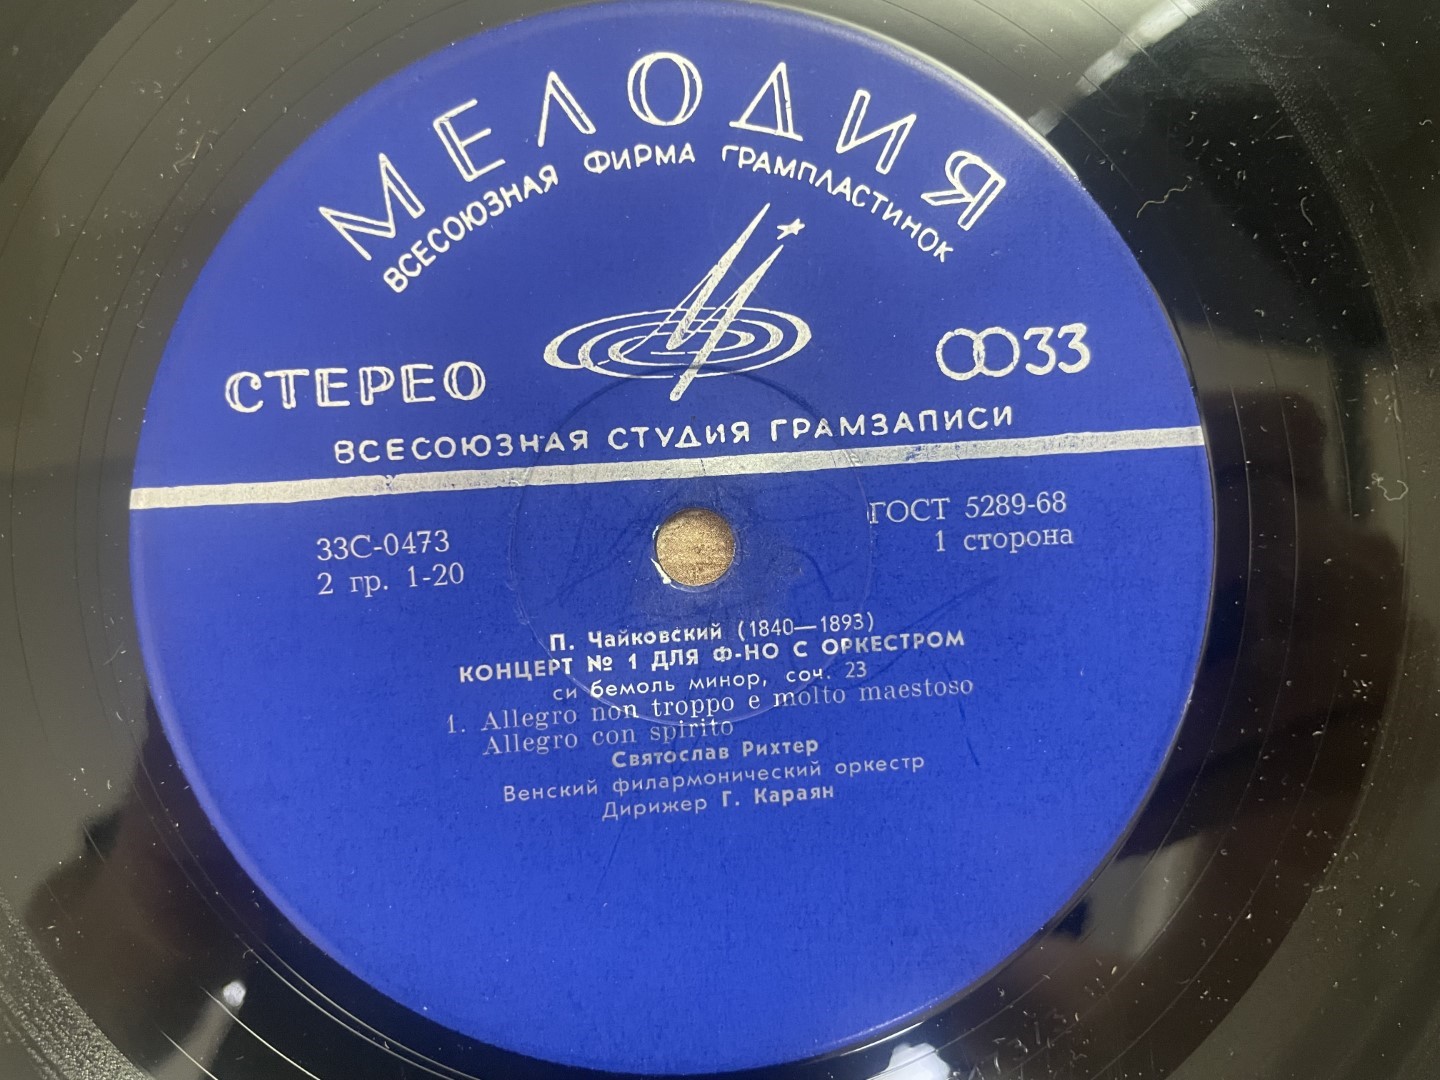 МЕЛОДИЯ
ВСЕСОЮЗНАЯ ФИРМА ГРАМПЛАСТИНОК
СТЕРЕО
33
ВСЕСОЮЗНАЯ СТУДИЯ ГРАМЗАПИСИ
33С-0473
2 гр. 1-20
ГОСТ 5289-68
1 сторона
П. Чайковский (1840—1893)
КОНЦЕРТ № 1 ДЛЯ Ф-НО С ОРКЕСТРОМ
си бемоль минор, соч. 23
1. Allegro non troppo e molto maestoso
Allegro con spirito
Святослав Рихтер
Венский филармонический оркестр
Дирижер Г. Караян